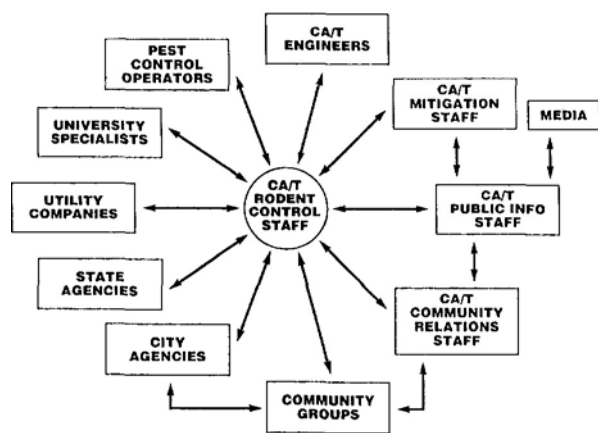 CA/T
ENGINEERS
PEST
CONTROL
OPERATORS
CA/T
MITIGATION
STAFF
MEDIA
UNIVERSITY
SPECIALISTS
CA/T
RODENT
CONTROL
STAFF
UTILITY
COMPANIES
CA/T
PUBLIC INFO
STAFF
STATE
AGENCIES
CA/T
COMMUNITY
RELATIONS
STAFF
CITY
AGENCIES
COMMUNITY
GROUPS